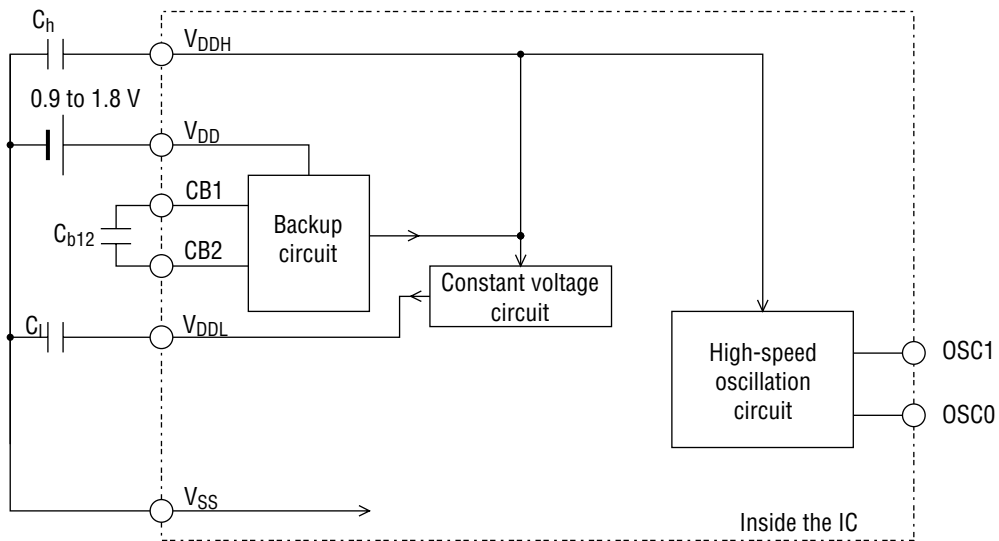 Ch
VDDH
0.9 to 1.8 V
VDD
CB1
Cb12
CB2
Backup
circuit
Constant voltage
circuit
Cl
VDDL
High-speed
oscillation
circuit
OSC1
OSC0
VSS
Inside the IC